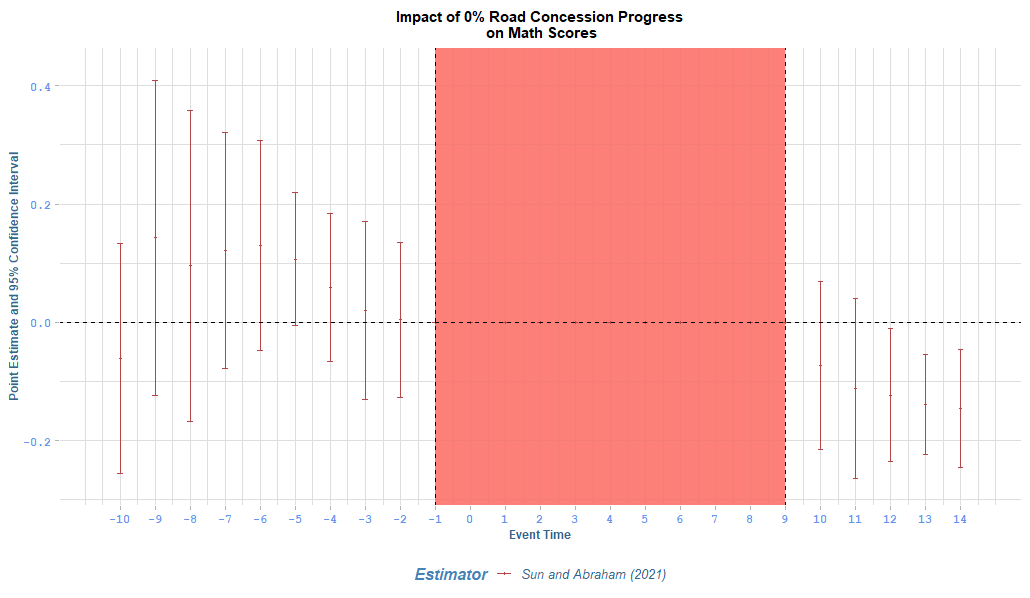 Impact of 0% Road Concession Progress
on Math Scores
Point Estimate and 95% Confidence Interval
0.4
0.2
0.0
-0.2
-10 -9 -8 -7 -6 -5 -4 -3 -2 -1 0 1 2 3 4 5 6 7 8 9 10 11 12 13 14
Event Time
Estimator Sun and Abraham (2021)